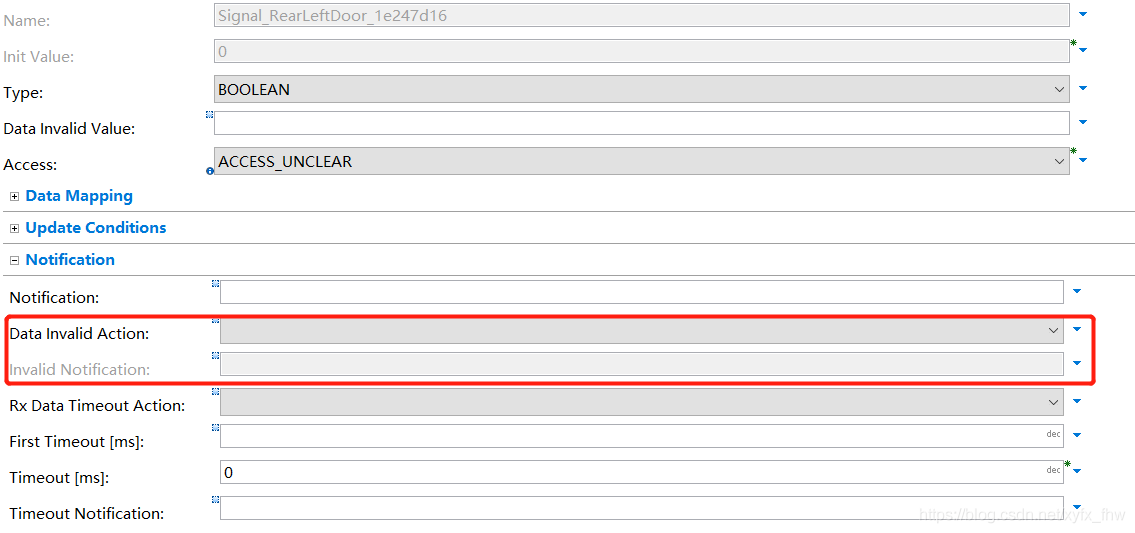 Name: Signal_RearLeftDoor_1e247d16
Init Value: 0
Type: BOOLEAN
Data Invalid Value:
Access: ACCESS_UNCLEAR
Data Mapping
Update Conditions
Notification
Notification:
Data Invalid Action:
Invalid Notification:
Rx Data Timeout Action:
First Timeout [ms]: dec
Timeout [ms]: 0 dec
Timeout Notification:
https://blog.csdn.net/xyfx_fhw